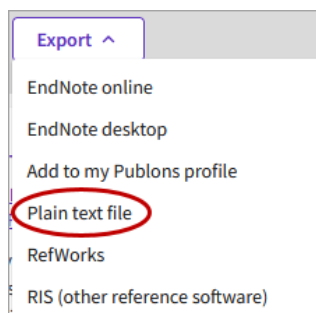 Export
EndNote online
EndNote desktop
Add to my Publons profile
Plain text file
RefWorks
RIS (other reference software)